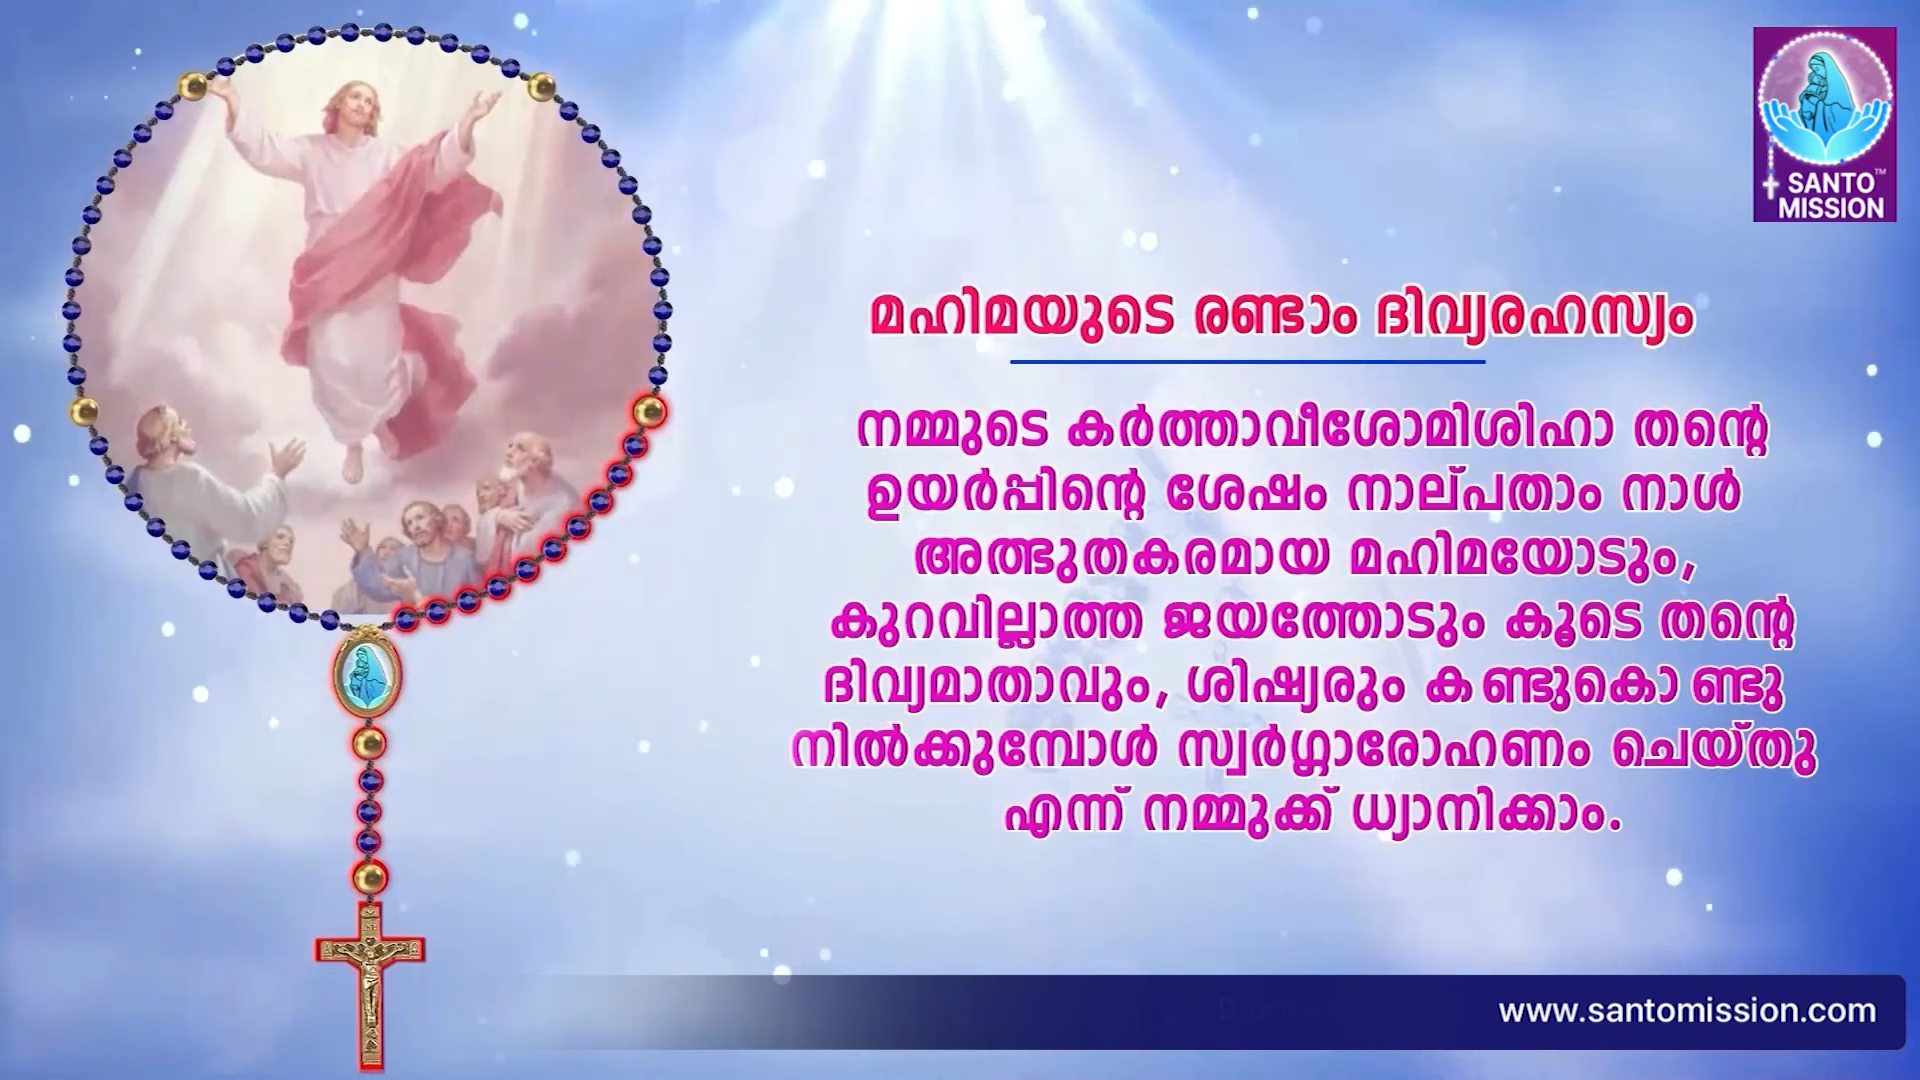 SANTO™
MISSION
മഹിമയുടെ രണ്ടാം ദിവ്യരഹസ്യം
നമ്മുടെ കർത്താവീശോമിശിഹാ തന്റെ
ഉയർപ്പിന്റെ ശേഷം നാല്പതാം നാൾ
അത്ഭുതകരമായ മഹിമയോടും,
കുറവില്ലാത്ത ജയത്തോടും കൂടെ തന്റെ
ദിവ്യമാതാവും, ശിഷ്യരും കണ്ടുകൊണ്ടു
നിൽക്കുമ്പോൾ സ്വർഗ്ഗാരോഹണം ചെയ്തു
എന്ന് നമ്മുക്ക് ധ്യാനിക്കാം.
www.santomission.com